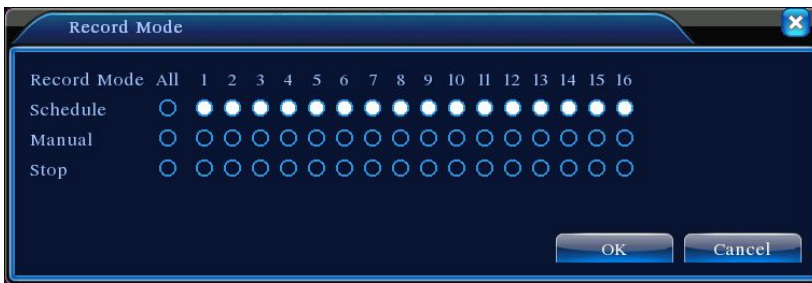 Record Mode
Record Mode All 1 2 3 4 5 6 7 8 9 10 11 12 13 14 15 16
Schedule
Manual
Stop
OK Cancel